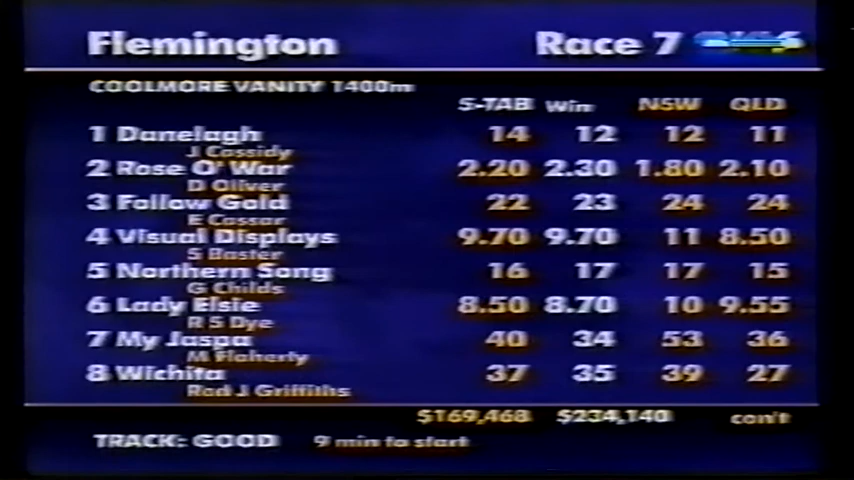 Flemington Race 7
COOLMORE VANITY 1400m
S-TAB Win NSW QLD
1 Danelagh 14 12 12 11
J Cassidy
2 Rose O' War 2.20 2.30 1.80 2.10
D Oliver
3 Follow Gold 22 23 24 24
E Cassar
4 Visual Displays 9.70 9.70 11 8.50
S Baster
5 Northern Song 16 17 17 15
G Childs
6 Lady Elsie 8.50 8.70 10 9.55
R S Dye
7 My Jaspa 40 34 53 36
M Flaherty
8 Wichita 37 35 39 27
Rod J Griffiths
$169,468 $234,140 con't
TRACK: GOOD 9 min to start